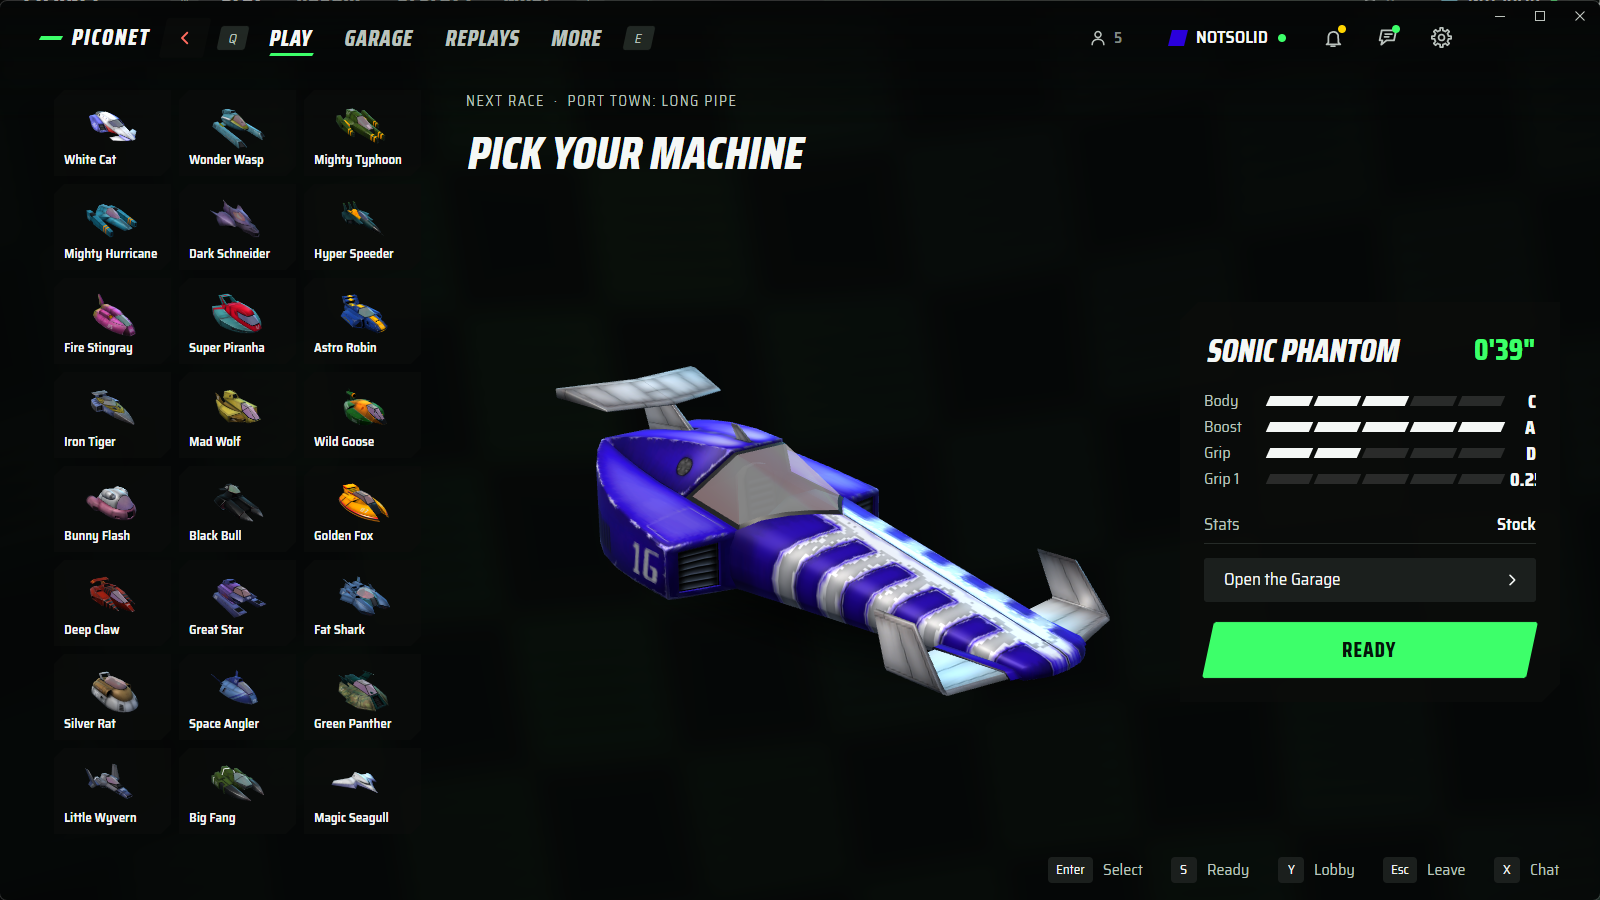 PICONET
Q
PLAY
GARAGE
REPLAYS
MORE
E
5
NOTSOLID
NEXT RACE · PORT TOWN: LONG PIPE
PICK YOUR MACHINE
White Cat
Wonder Wasp
Mighty Typhoon
Mighty Hurricane
Dark Schneider
Hyper Speeder
Fire Stingray
Super Piranha
Astro Robin
Iron Tiger
Mad Wolf
Wild Goose
Bunny Flash
Black Bull
Golden Fox
Deep Claw
Great Star
Fat Shark
Silver Rat
Space Angler
Green Panther
Little Wyvern
Big Fang
Magic Seagull
16
SONIC PHANTOM
0'39"
Body
C
Boost
A
Grip
D
Grip 1
Stats
Stock
Open the Garage
READY
Enter Select
S Ready
Y Lobby
Esc Leave
X Chat